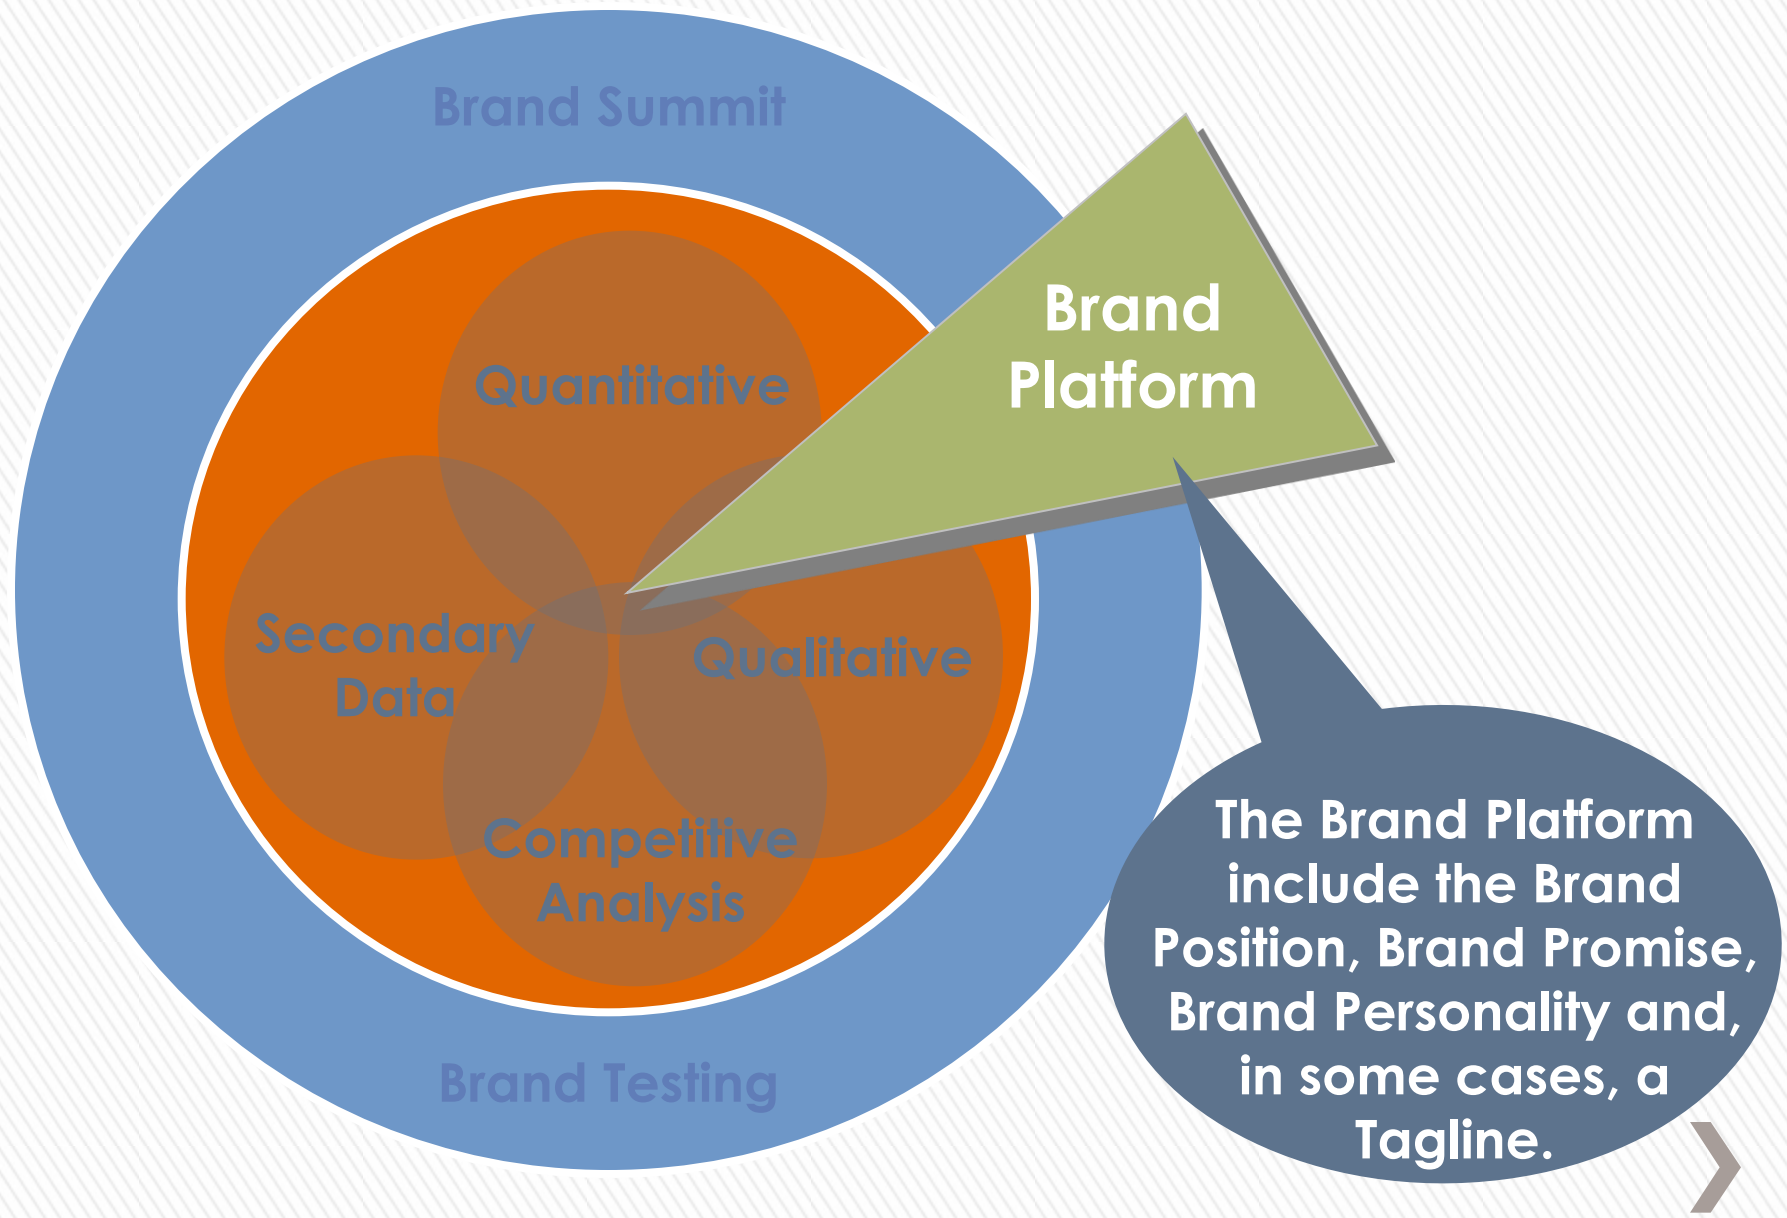 Brand Summit
Brand
Platform
Quantitative
Secondary
Data
Qualitative
Competitive
Analysis
Brand Testing
The Brand Platform
include the Brand
Position, Brand Promise,
Brand Personality and,
in some cases, a
Tagline.